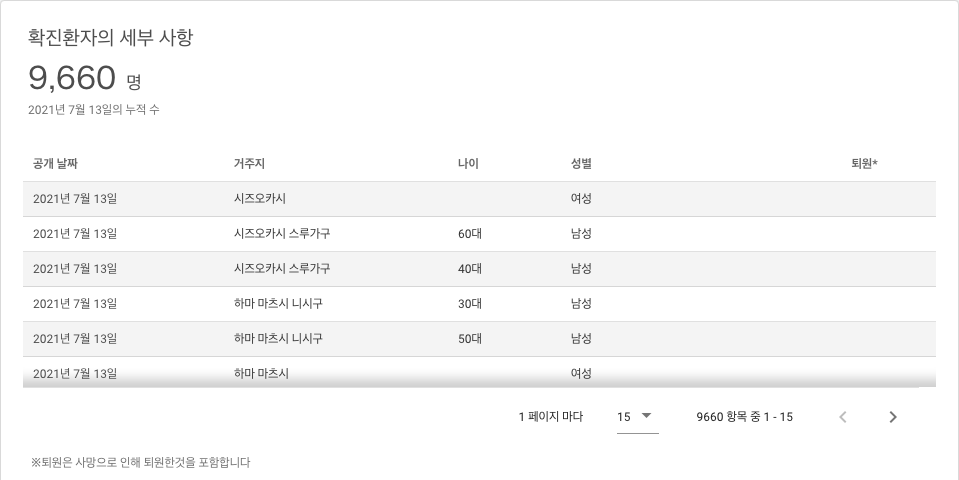 확진환자의 세부 사항
9,660 명
2021년 7월 13일의 누적 수
공개 날짜 거주지 나이 성별 퇴원*
2021년 7월 13일 시즈오카시 여성
2021년 7월 13일 시즈오카시 스루가구 60대 남성
2021년 7월 13일 시즈오카시 스루가구 40대 남성
2021년 7월 13일 하마 마츠시 니시구 30대 남성
2021년 7월 13일 하마 마츠시 니시구 50대 남성
2021년 7월 13일 하마 마츠시 여성
1 페이지 마다 15 9660 항목 중 1 - 15
※퇴원은 사망으로 인해 퇴원한것을 포함합니다